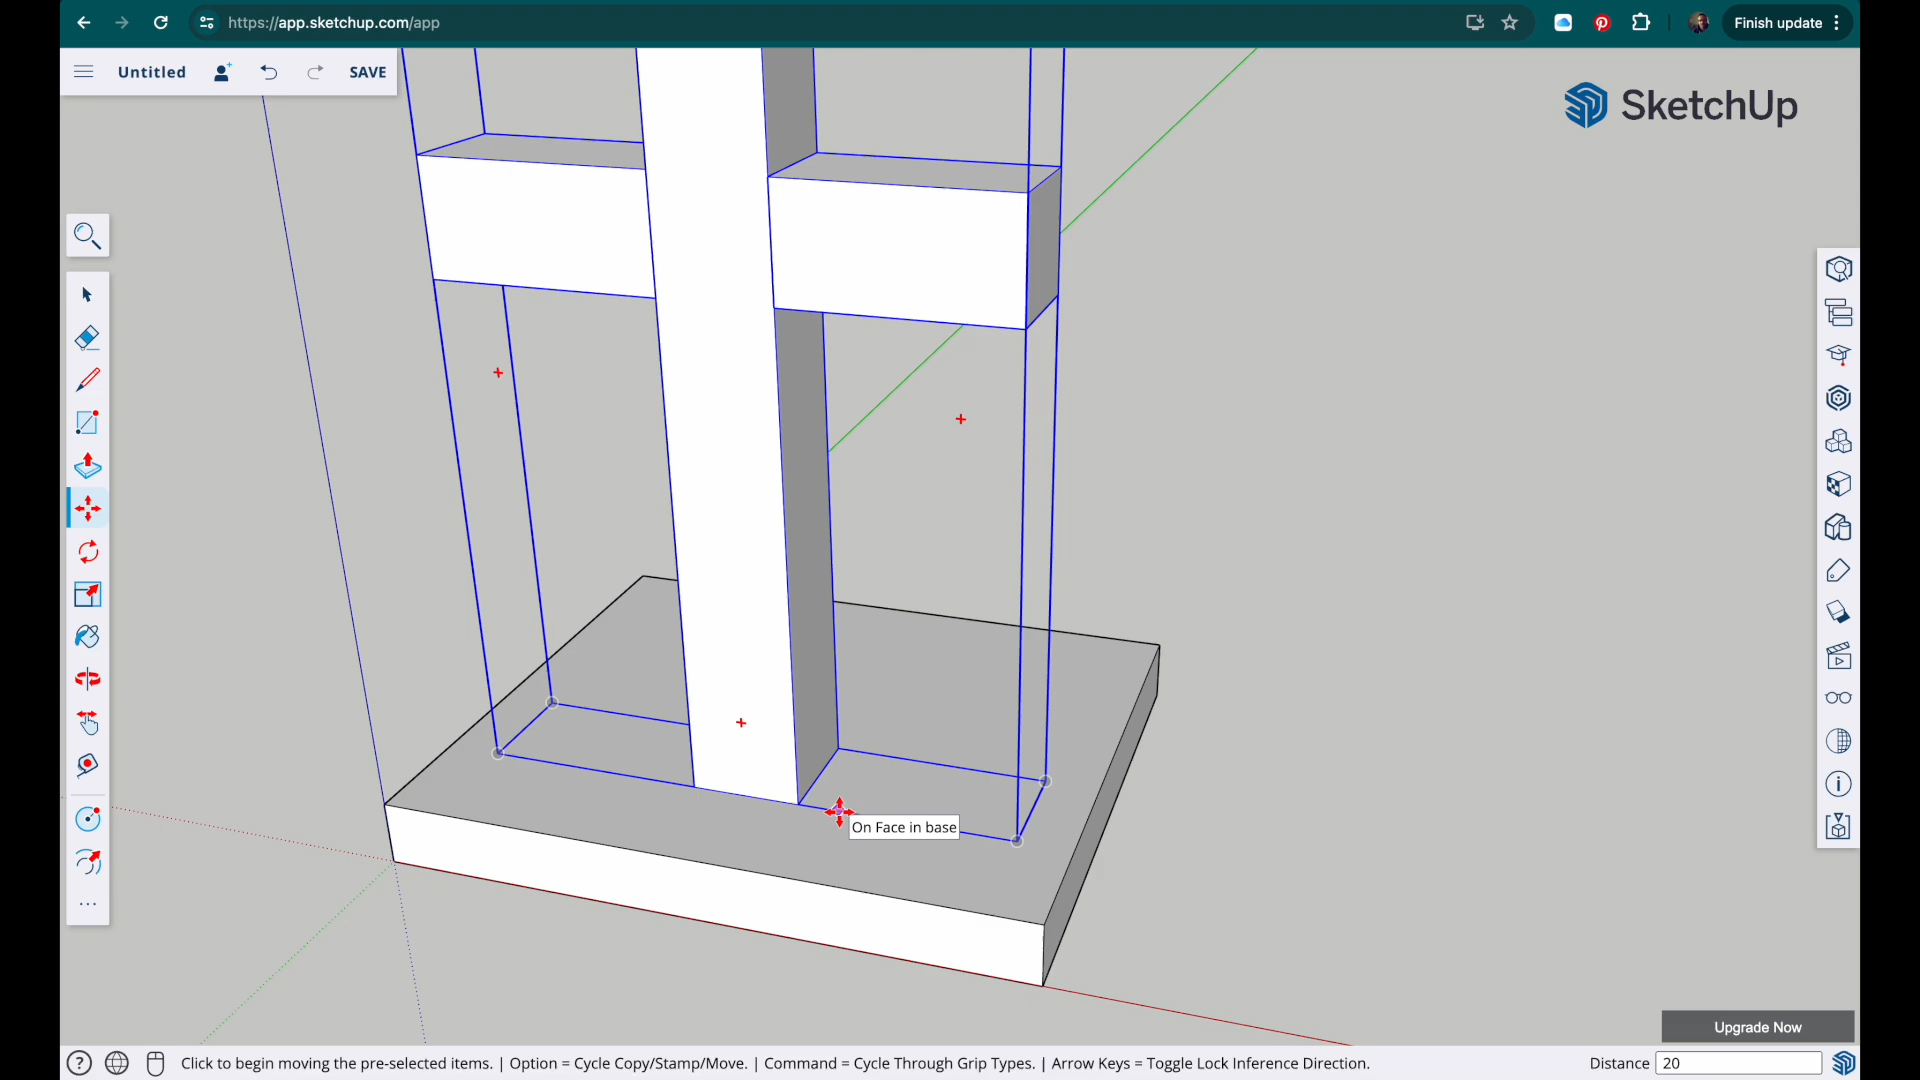 https://app.sketchup.com/app
Finish update
Untitled
SAVE
SketchUp
On Face in base
Upgrade Now
Click to begin moving the pre-selected items. | Option = Cycle Copy/Stamp/Move. | Command = Cycle Through Grip Types. | Arrow Keys = Toggle Lock Inference Direction.
Distance 20